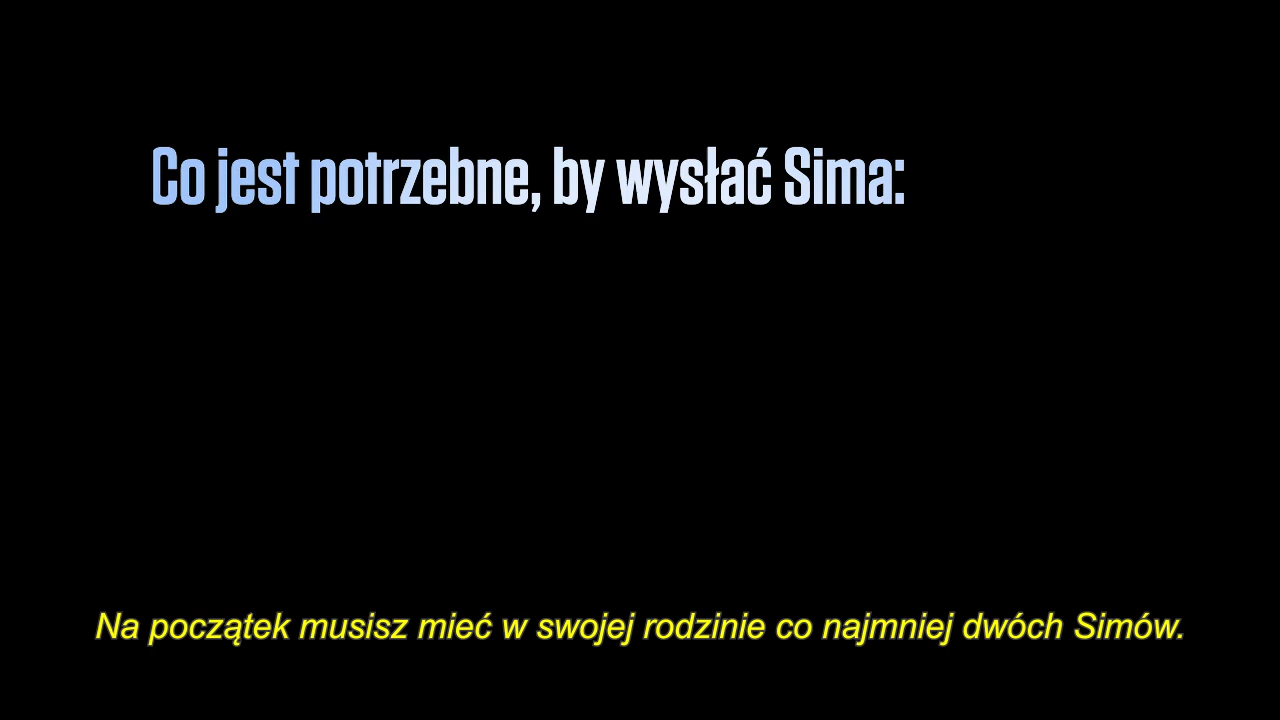 Co jest potrzebne, by wysłać Sima:
Na początek musisz mieć w swojej rodzinie co najmniej dwóch Simów.